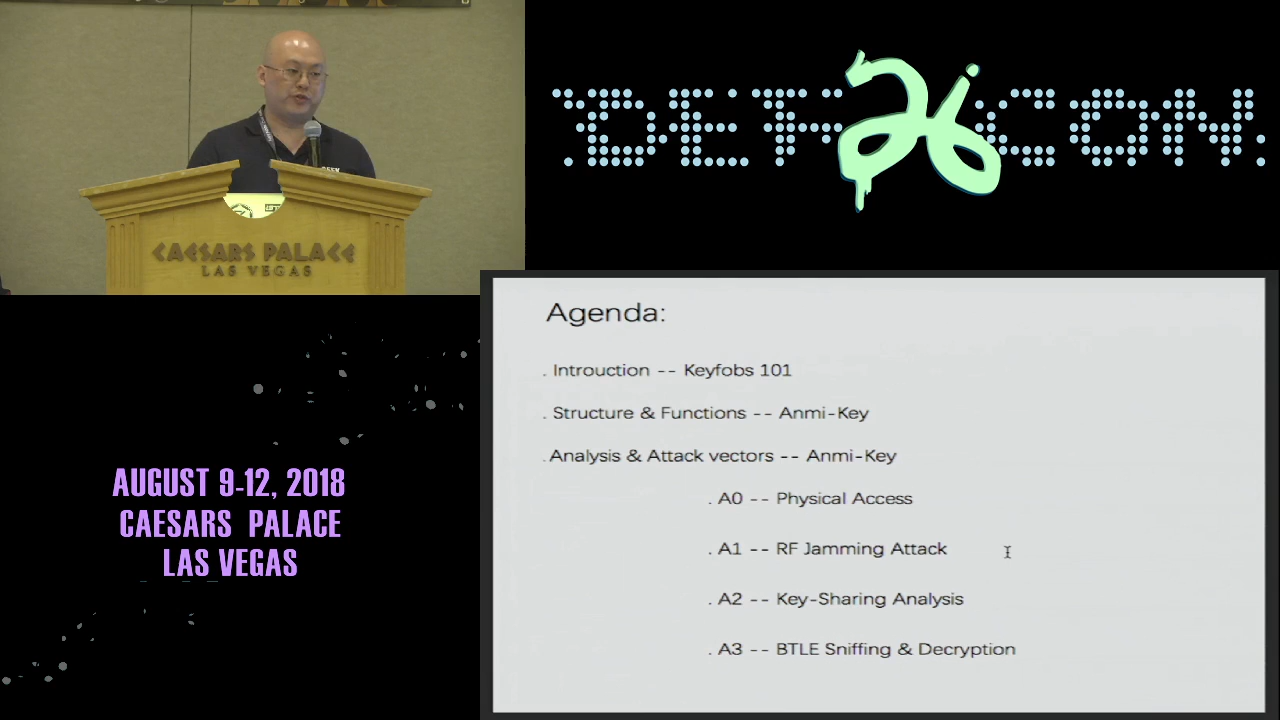 CAESARS PALACE
LAS VEGAS
DEF CON
26
AUGUST 9-12, 2018
CAESARS PALACE
LAS VEGAS
Agenda:
. Introuction -- Keyfobs 101
. Structure & Functions -- Anmi-Key
. Analysis & Attack vectors -- Anmi-Key
. A0 -- Physical Access
. A1 -- RF Jamming Attack
. A2 -- Key-Sharing Analysis
. A3 -- BTLE Sniffing & Decryption